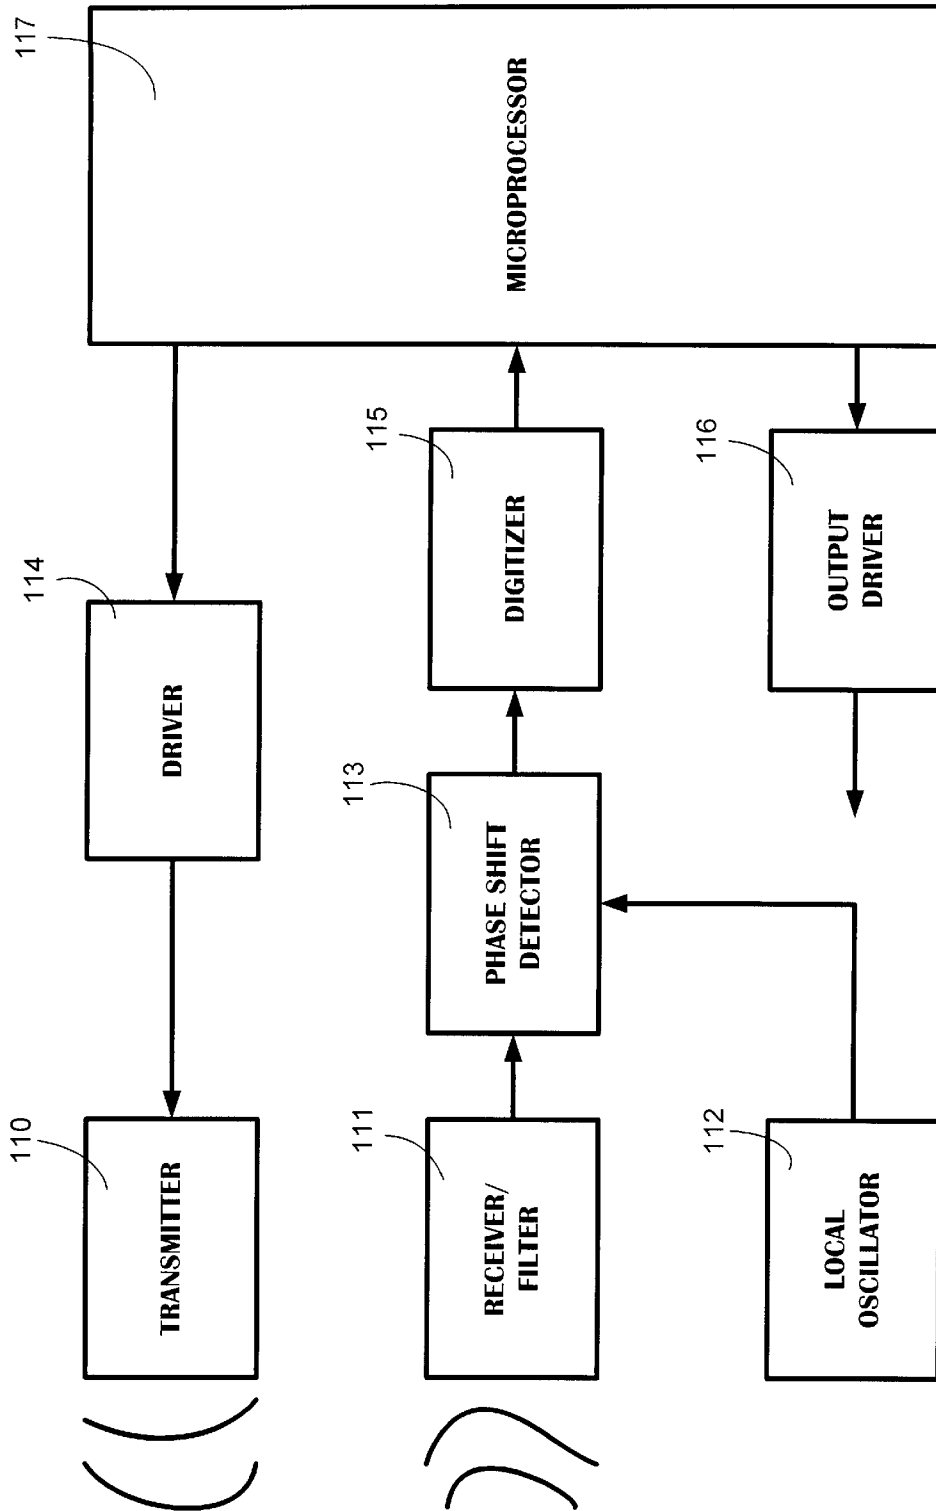 110
TRANSMITTER
114
DRIVER
117
MICROPROCESSOR
111
RECEIVER/
FILTER
113
PHASE SHIFT
DETECTOR
115
DIGITIZER
112
LOCAL
OSCILLATOR
116
OUTPUT
DRIVER